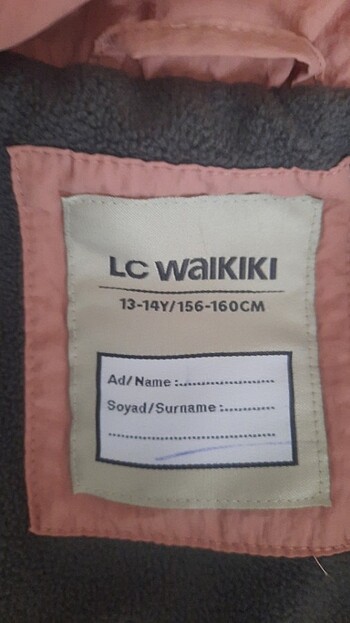 LC WAIKIKI
13-14Y/156-160CM
Ad/Name :........................
Soyad/Surname :.............
..........................................